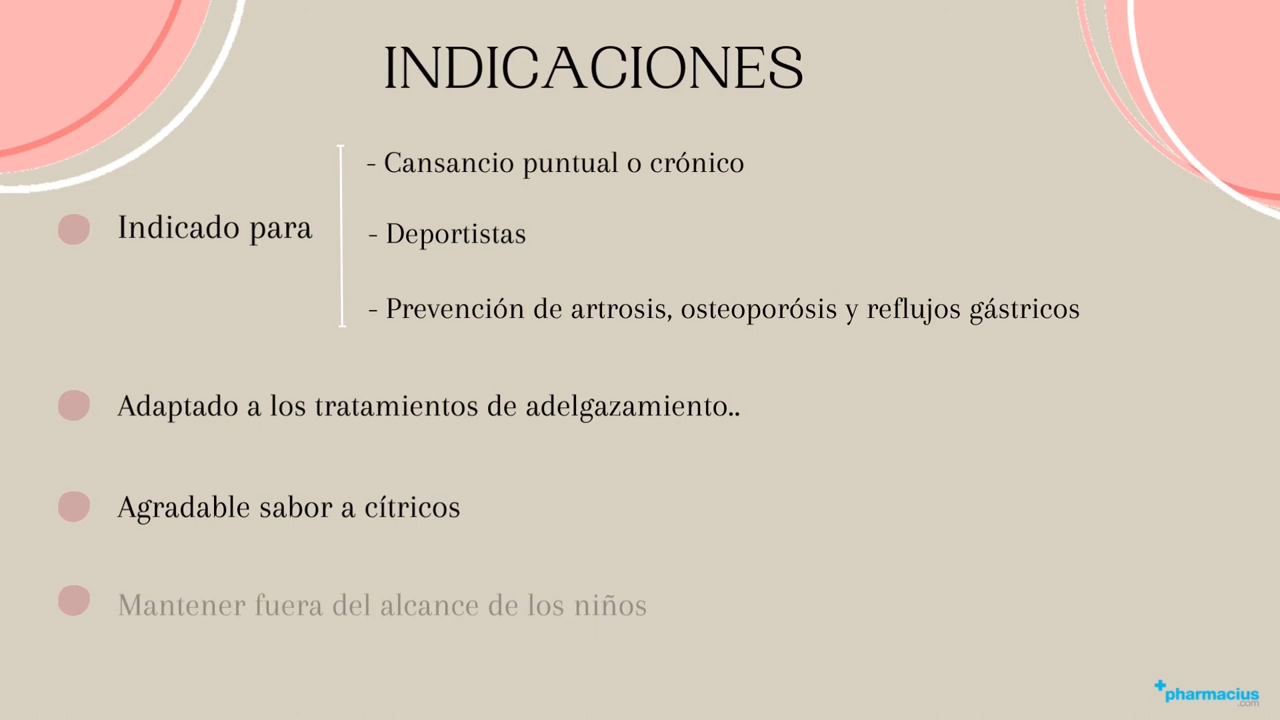 INDICACIONES
Indicado para
- Cansancio puntual o crónico
- Deportistas
- Prevención de artrosis, osteoporósis y reflujos gástricos
Adaptado a los tratamientos de adelgazamiento..
Agradable sabor a cítricos
Mantener fuera del alcance de los niños
pharmacius
.com